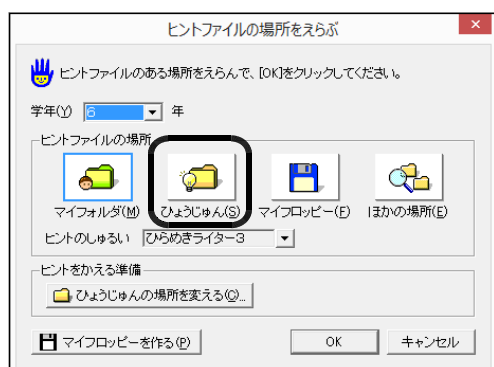 ヒントファイルの場所をえらぶ
ヒントファイルのある場所をえらんで、[OK]をクリックしてください。
学年(Y) 6 年
ヒントファイルの場所
マイフォルダ(M) ひょうじゅん(S) マイフロッピー(F) ほかの場所(E)
ヒントのしゅるい ひらめきライター3
ヒントをかえる準備
ひょうじゅんの場所を変える(C)...
マイフロッピーを作る(P) OK キャンセル